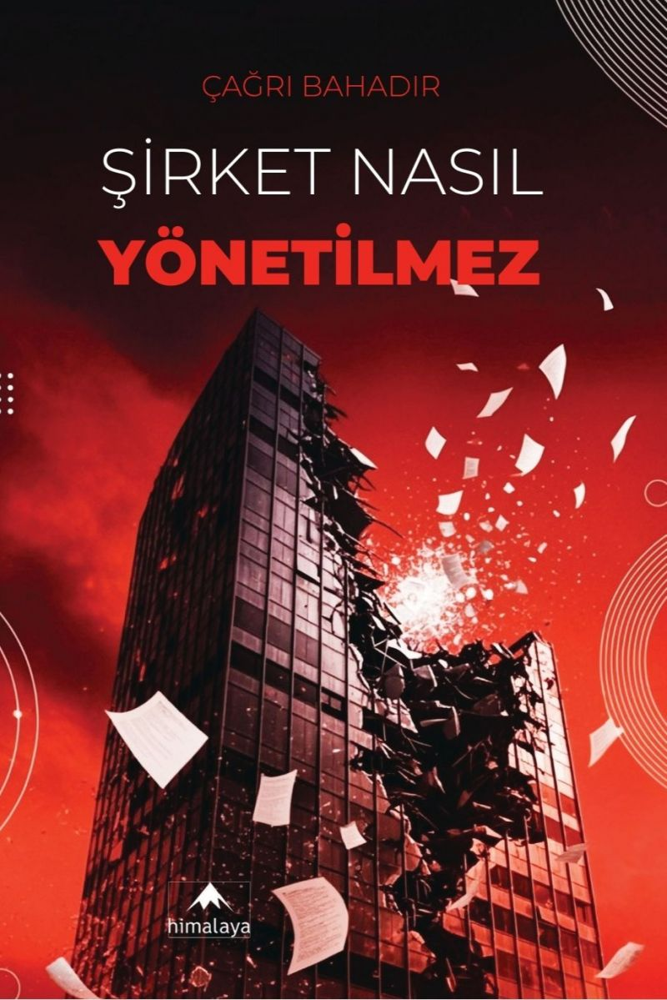 ÇAĞRI BAHADIR
ŞİRKET NASIL
YÖNETİLMEZ
himalaya